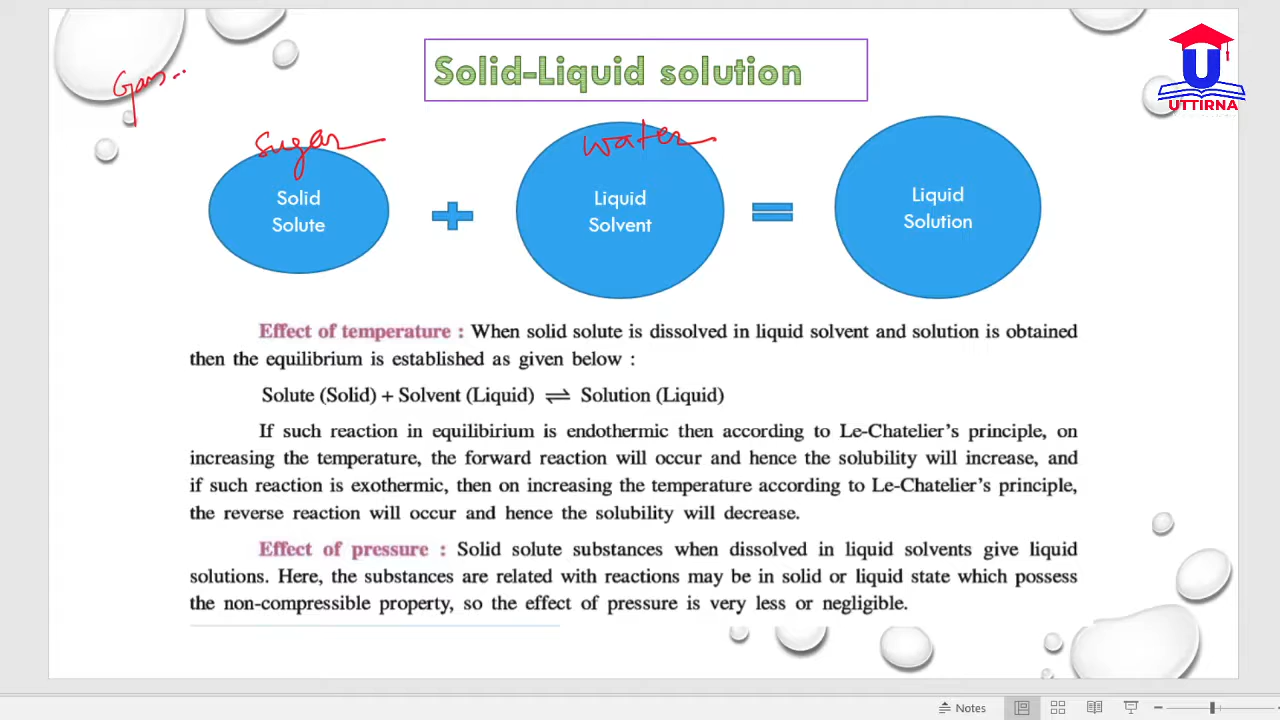 Solid-Liquid solution
UTTIRNA
Gas..
sugar
water
Solid
Solute
Liquid
Solvent
Liquid
Solution
Effect of temperature : When solid solute is dissolved in liquid solvent and solution is obtained
then the equilibrium is established as given below :
Solute (Solid) + Solvent (Liquid) ⇌ Solution (Liquid)
If such reaction in equilibirium is endothermic then according to Le-Chatelier's principle, on
increasing the temperature, the forward reaction will occur and hence the solubility will increase, and
if such reaction is exothermic, then on increasing the temperature according to Le-Chatelier's principle,
the reverse reaction will occur and hence the solubility will decrease.
Effect of pressure : Solid solute substances when dissolved in liquid solvents give liquid
solutions. Here, the substances are related with reactions may be in solid or liquid state which possess
the non-compressible property, so the effect of pressure is very less or negligible.
Notes